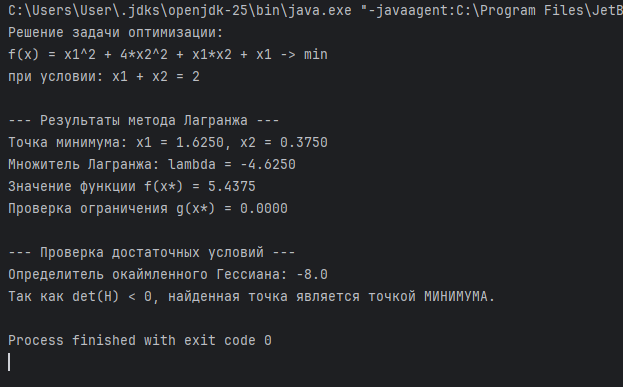 C:\Users\User\.jdks\openjdk-25\bin\java.exe "-javaagent:C:\Program Files\JetB
Решение задачи оптимизации:
f(x) = x1^2 + 4*x2^2 + x1*x2 + x1 -> min
при условии: x1 + x2 = 2
--- Результаты метода Лагранжа ---
Точка минимума: x1 = 1.6250, x2 = 0.3750
Множитель Лагранжа: lambda = -4.6250
Значение функции f(x*) = 5.4375
Проверка ограничения g(x*) = 0.0000
--- Проверка достаточных условий ---
Определитель окаймленного Гессиана: -8.0
Так как det(H) < 0, найденная точка является точкой МИНИМУМА.
Process finished with exit code 0